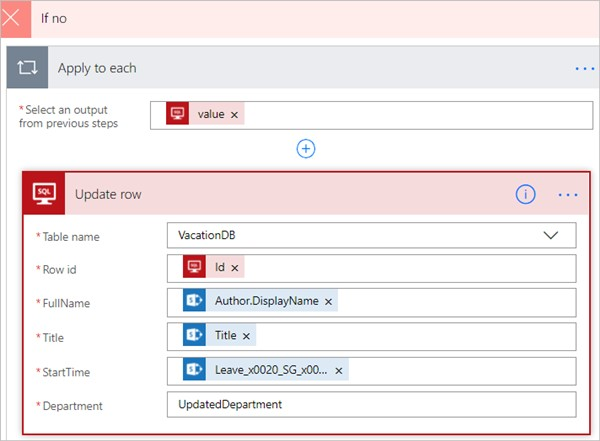 If no
Apply to each
...
*Select an output
from previous steps
value ×
SQL
Update row
i ...
*Table name VacationDB
*Row id Id ×
*FullName S Author.DisplayName ×
*Title S Title ×
*StartTime S Leave_x0020_SG_x00... ×
*Department UpdatedDepartment